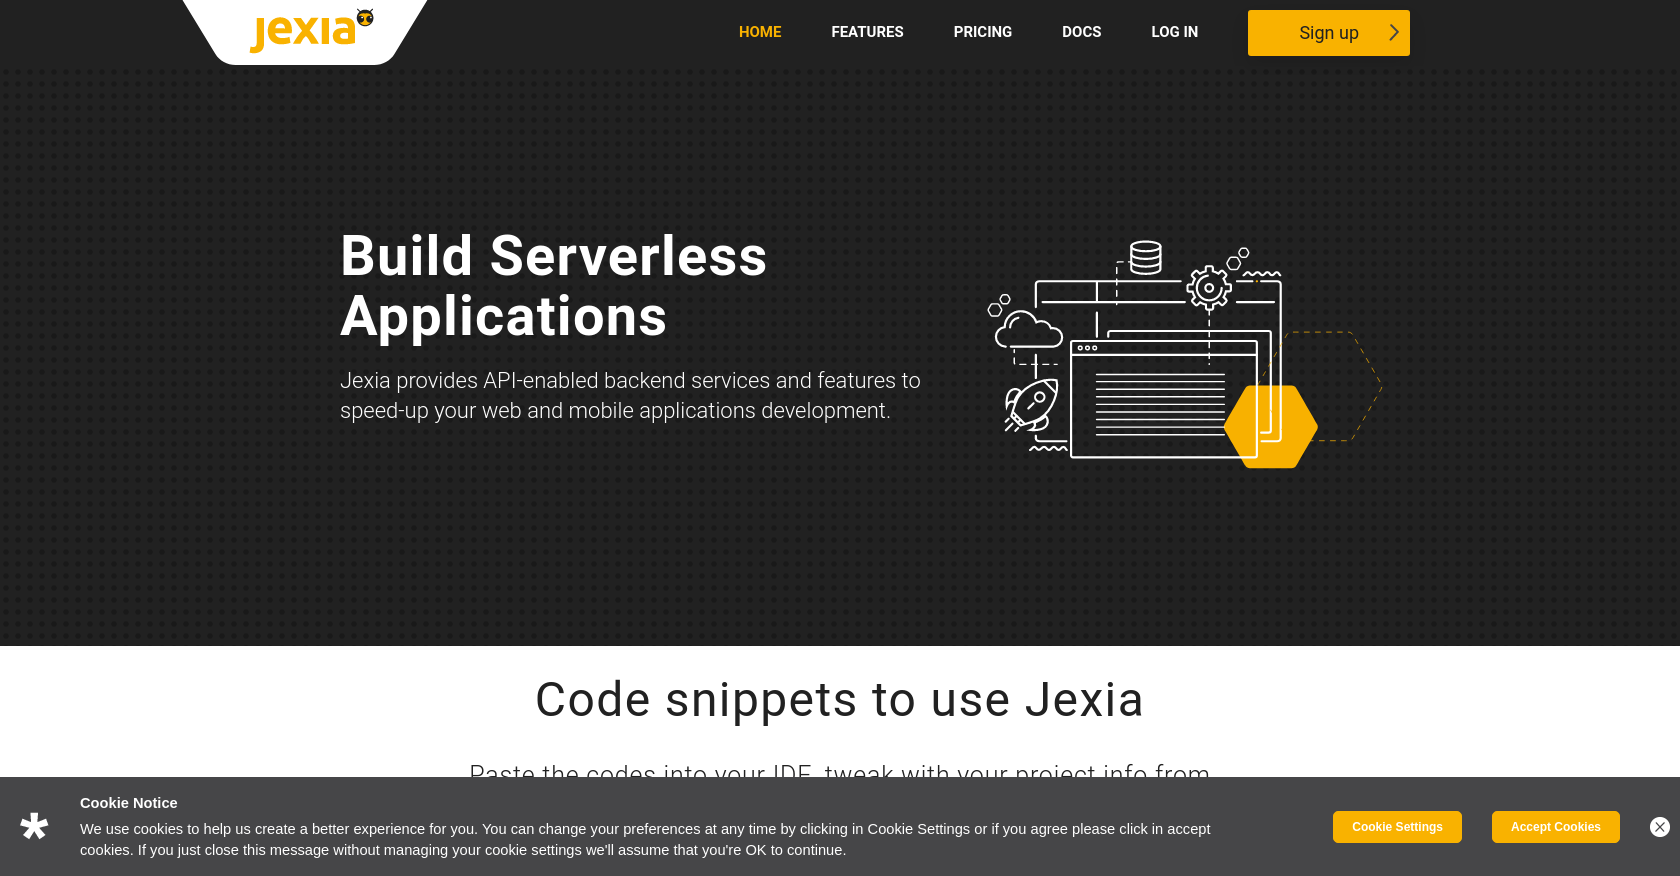 jexia
HOME FEATURES PRICING DOCS LOG IN Sign up
Build Serverless
Applications
Jexia provides API-enabled backend services and features to
speed-up your web and mobile applications development.
Code snippets to use Jexia
Paste the codes into your IDE, tweak with your project info from
Cookie Notice
We use cookies to help us create a better experience for you. You can change your preferences at any time by clicking in Cookie Settings or if you agree please click in accept
cookies. If you just close this message without managing your cookie settings we'll assume that you're OK to continue.
Cookie Settings
Accept Cookies